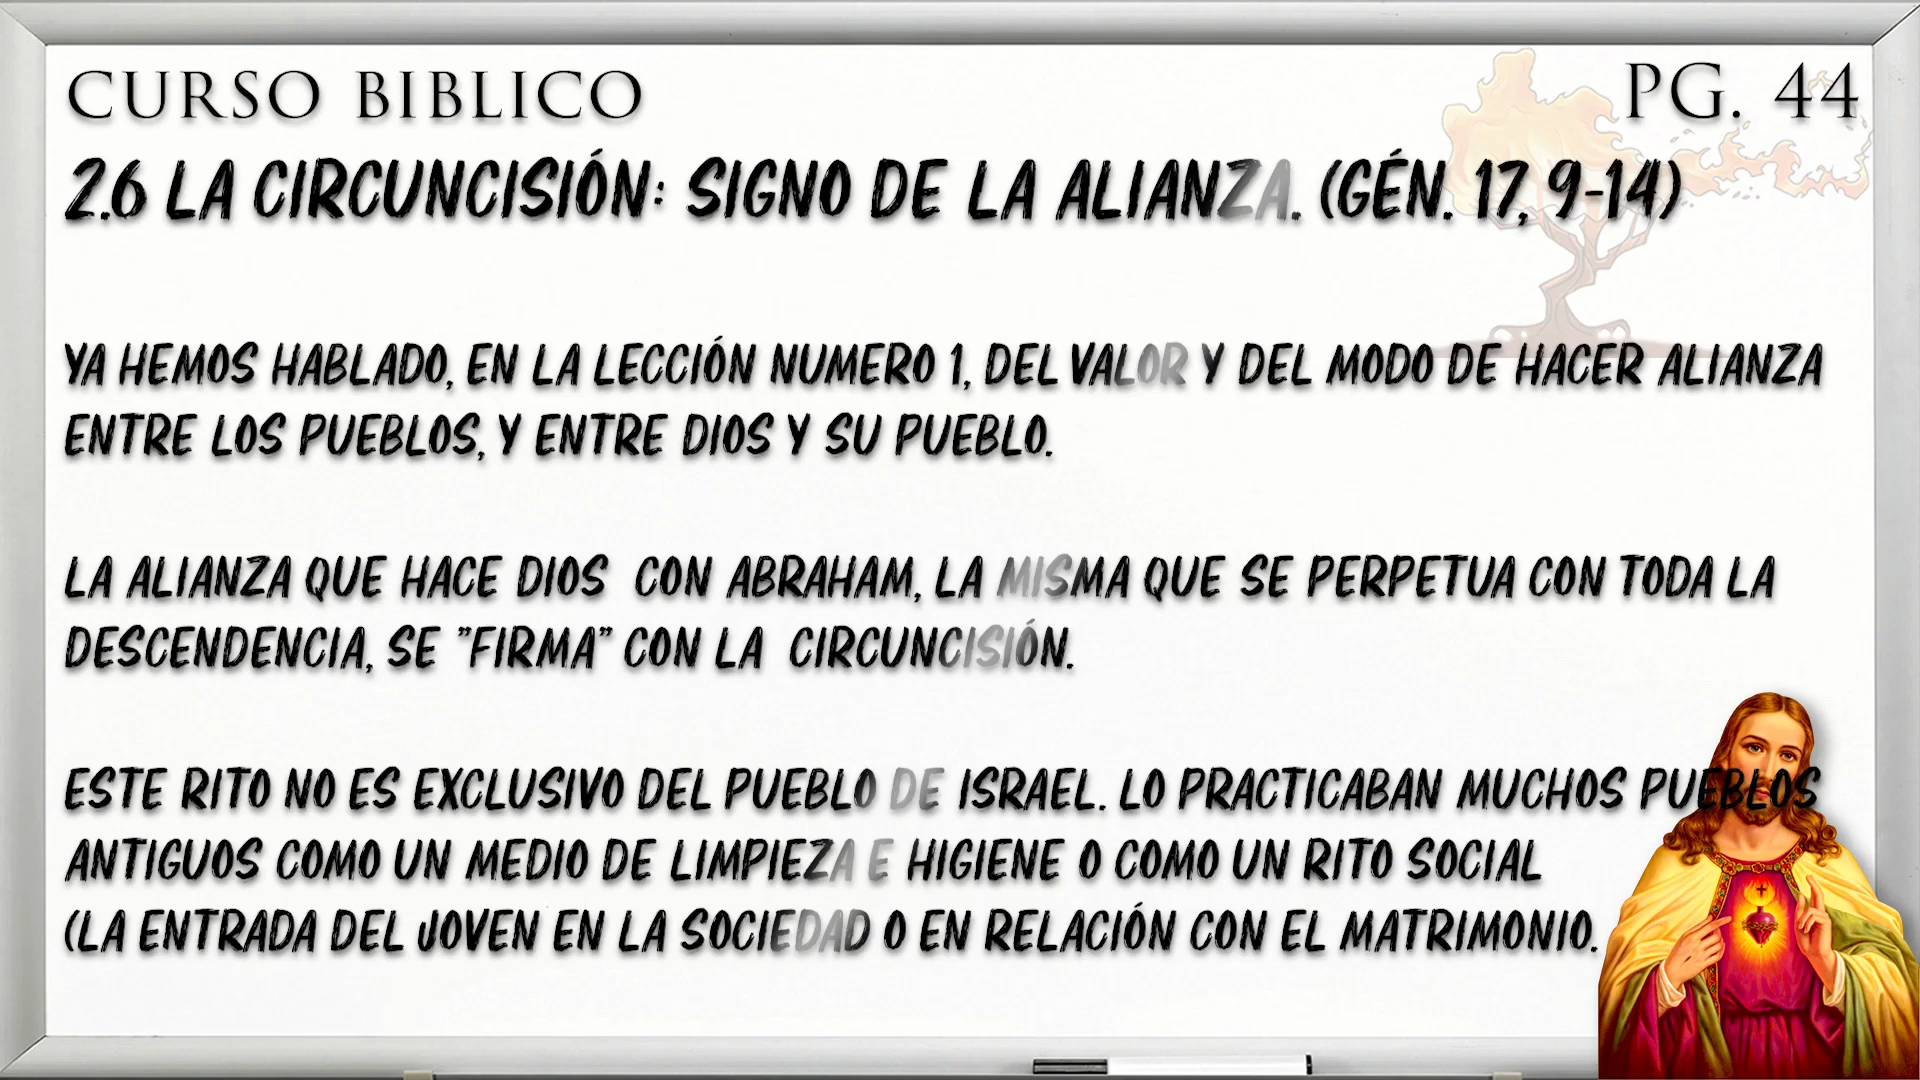 CURSO BIBLICO
PG. 44
2.6 LA CIRCUNCISIÓN: SIGNO DE LA ALIANZA. (GÉN. 17, 9-14)
YA HEMOS HABLADO, EN LA LECCIÓN NUMERO 1, DEL VALOR Y DEL MODO DE HACER ALIANZA
ENTRE LOS PUEBLOS, Y ENTRE DIOS Y SU PUEBLO.
LA ALIANZA QUE HACE DIOS CON ABRAHAM, LA MISMA QUE SE PERPETUA CON TODA LA
DESCENDENCIA, SE "FIRMA" CON LA CIRCUNCISIÓN.
ESTE RITO NO ES EXCLUSIVO DEL PUEBLO DE ISRAEL. LO PRACTICABAN MUCHOS PUEBLOS
ANTIGUOS COMO UN MEDIO DE LIMPIEZA E HIGIENE O COMO UN RITO SOCIAL
(LA ENTRADA DEL JOVEN EN LA SOCIEDAD O EN RELACIÓN CON EL MATRIMONIO.